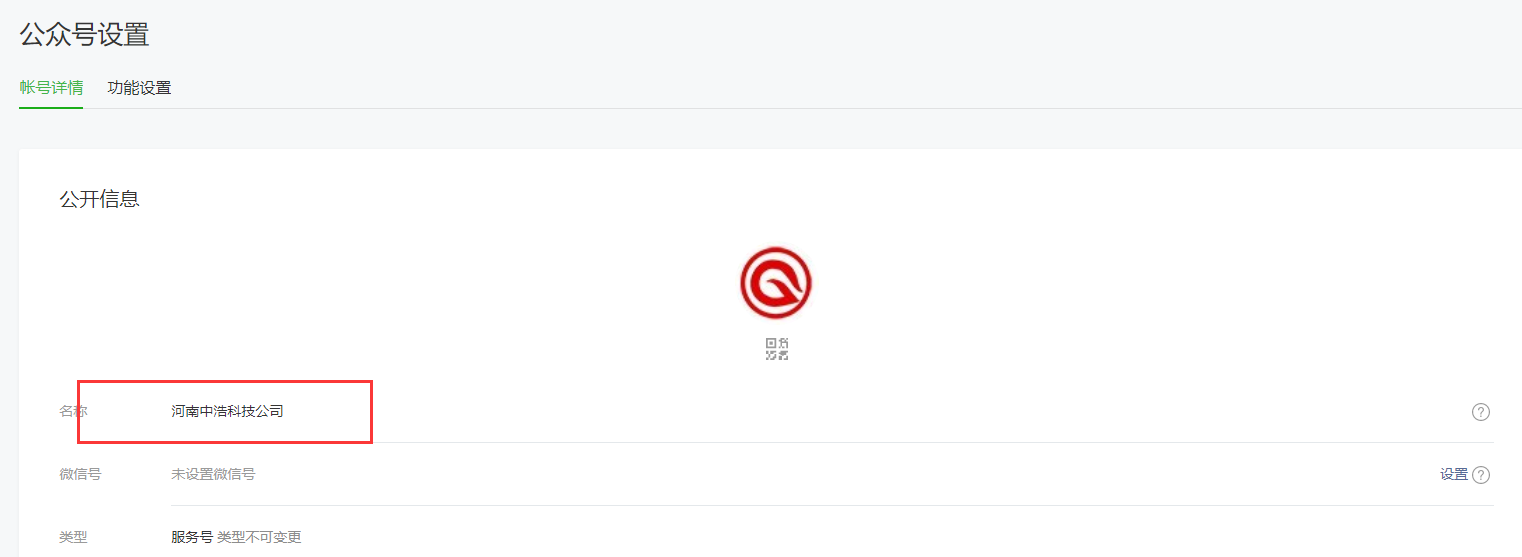 公众号设置
帐号详情 功能设置
公开信息
名称 河南中浩科技公司 ?
微信号 未设置微信号 设置 ?
类型 服务号 类型不可变更